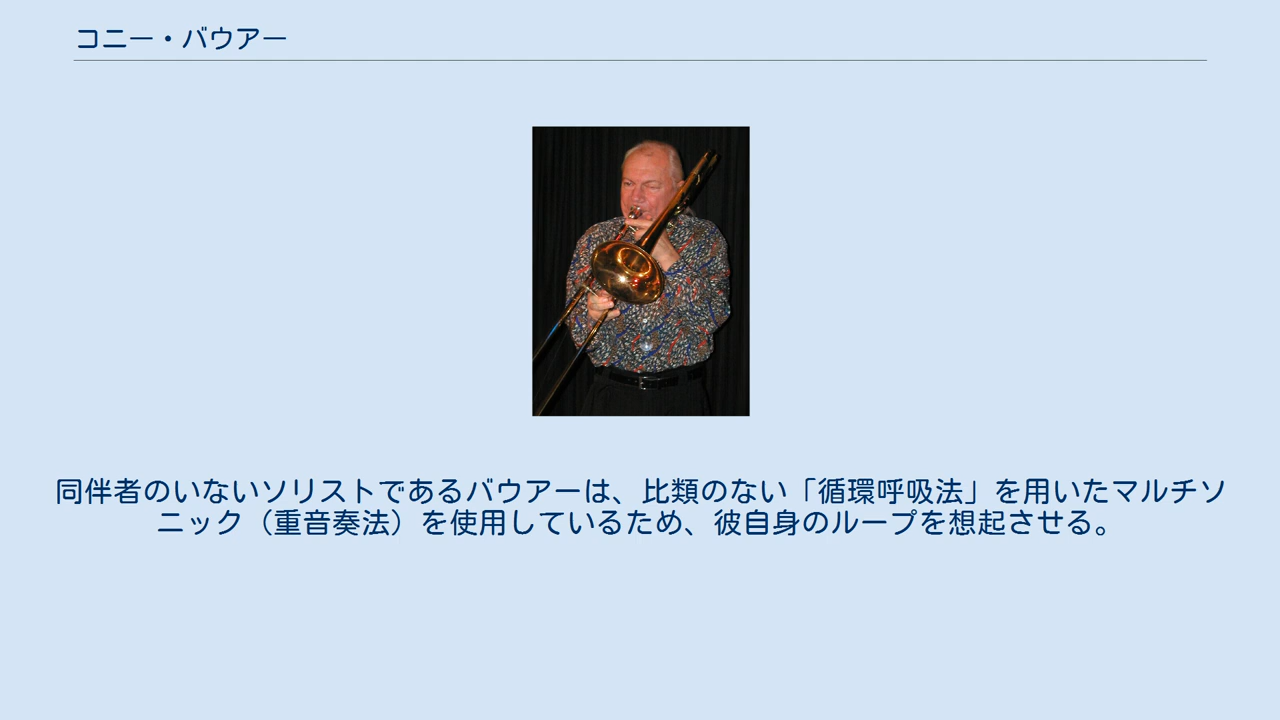 コニー・バウアー
同伴者のいないソリストであるバウアーは、比類のない「循環呼吸法」を用いたマルチソ
ニック（重音奏法）を使用しているため、彼自身のループを想起させる。